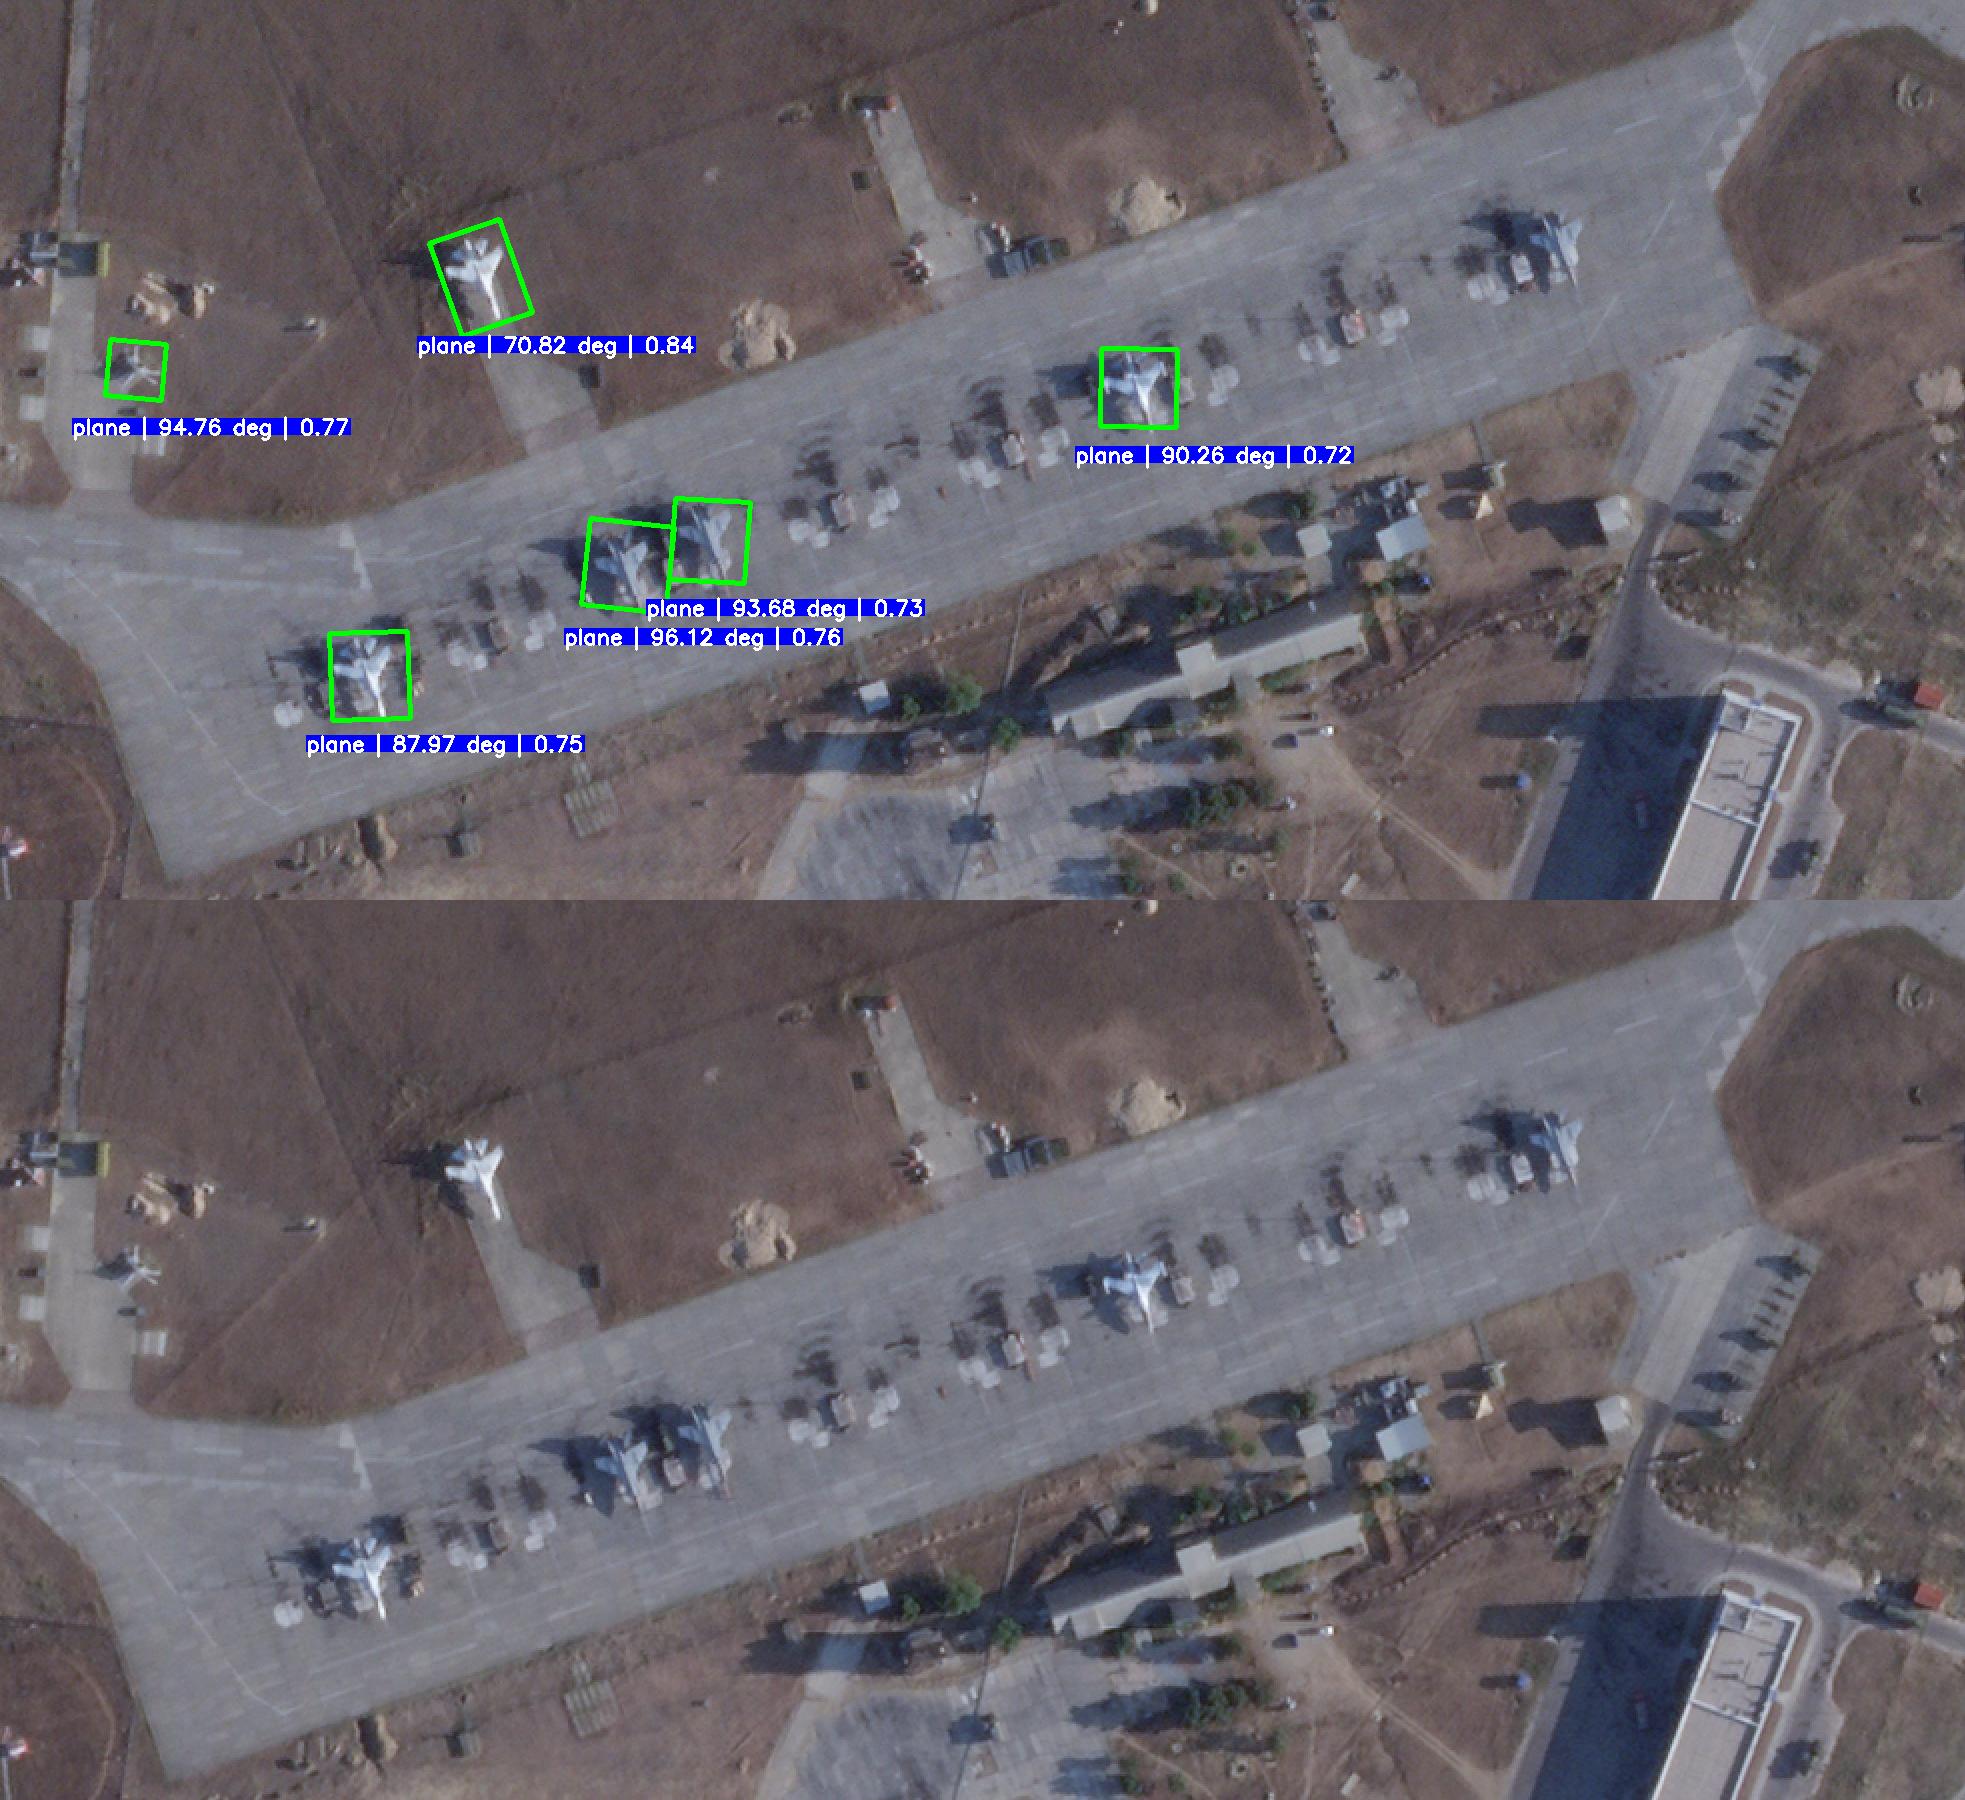 plane | 70.82 deg | 0.84
plane | 94.76 deg | 0.77
plane | 90.26 deg | 0.72
plane | 93.68 deg | 0.73
plane | 96.12 deg | 0.76
plane | 87.97 deg | 0.75